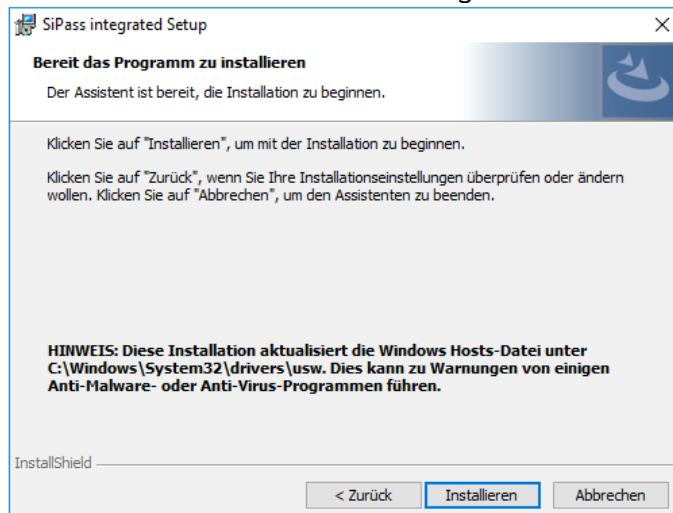 SiPass integrated Setup
Bereit das Programm zu installieren
Der Assistent ist bereit, die Installation zu beginnen.
Klicken Sie auf "Installieren", um mit der Installation zu beginnen.
Klicken Sie auf "Zurück", wenn Sie Ihre Installationseinstellungen überprüfen oder ändern
wollen. Klicken Sie auf "Abbrechen", um den Assistenten zu beenden.
HINWEIS: Diese Installation aktualisiert die Windows Hosts-Datei unter
C:\Windows\System32\drivers\usw. Dies kann zu Warnungen von einigen
Anti-Malware- oder Anti-Virus-Programmen führen.
InstallShield
< Zurück Installieren Abbrechen